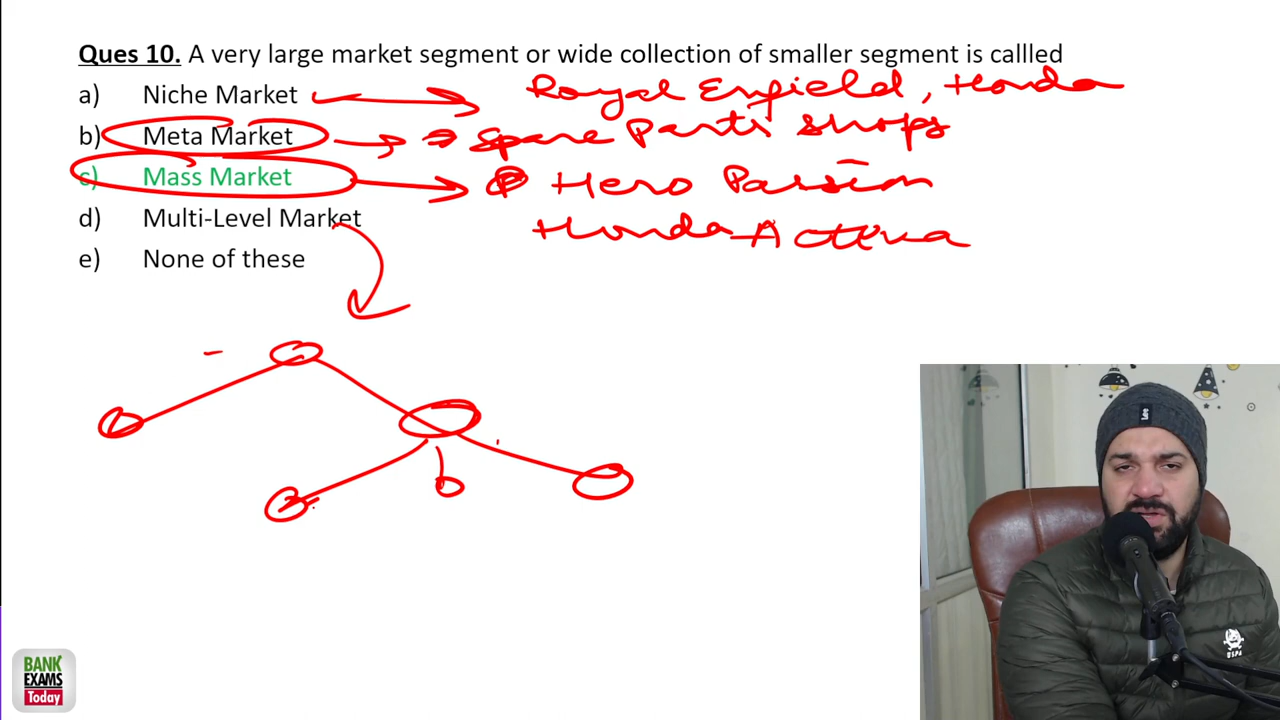 Ques 10. A very large market segment or wide collection of smaller segment is callled
a) Niche Market Royal Enfield, Honda
b) Meta Market Spare Parts shops
c) Mass Market Hero Passion
d) Multi-Level Market Honda Activa
e) None of these
BANK
EXAMS
Today
U.S.P.A